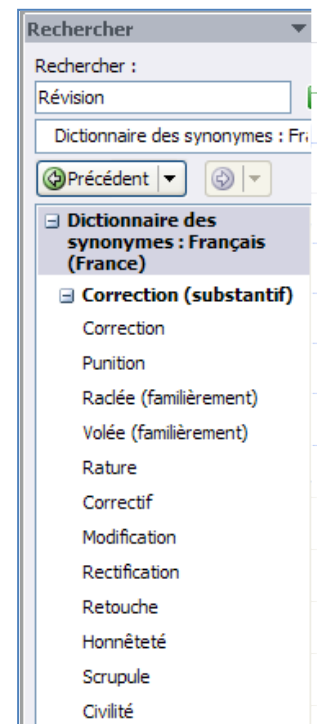 Rechercher
Rechercher :
Révision
Dictionnaire des synonymes : Fra
Précédent
Dictionnaire des
synonymes : Français
(France)
Correction (substantif)
Correction
Punition
Raclée (familièrement)
Volée (familièrement)
Rature
Correctif
Modification
Rectification
Retouche
Honnêteté
Scrupule
Civilité